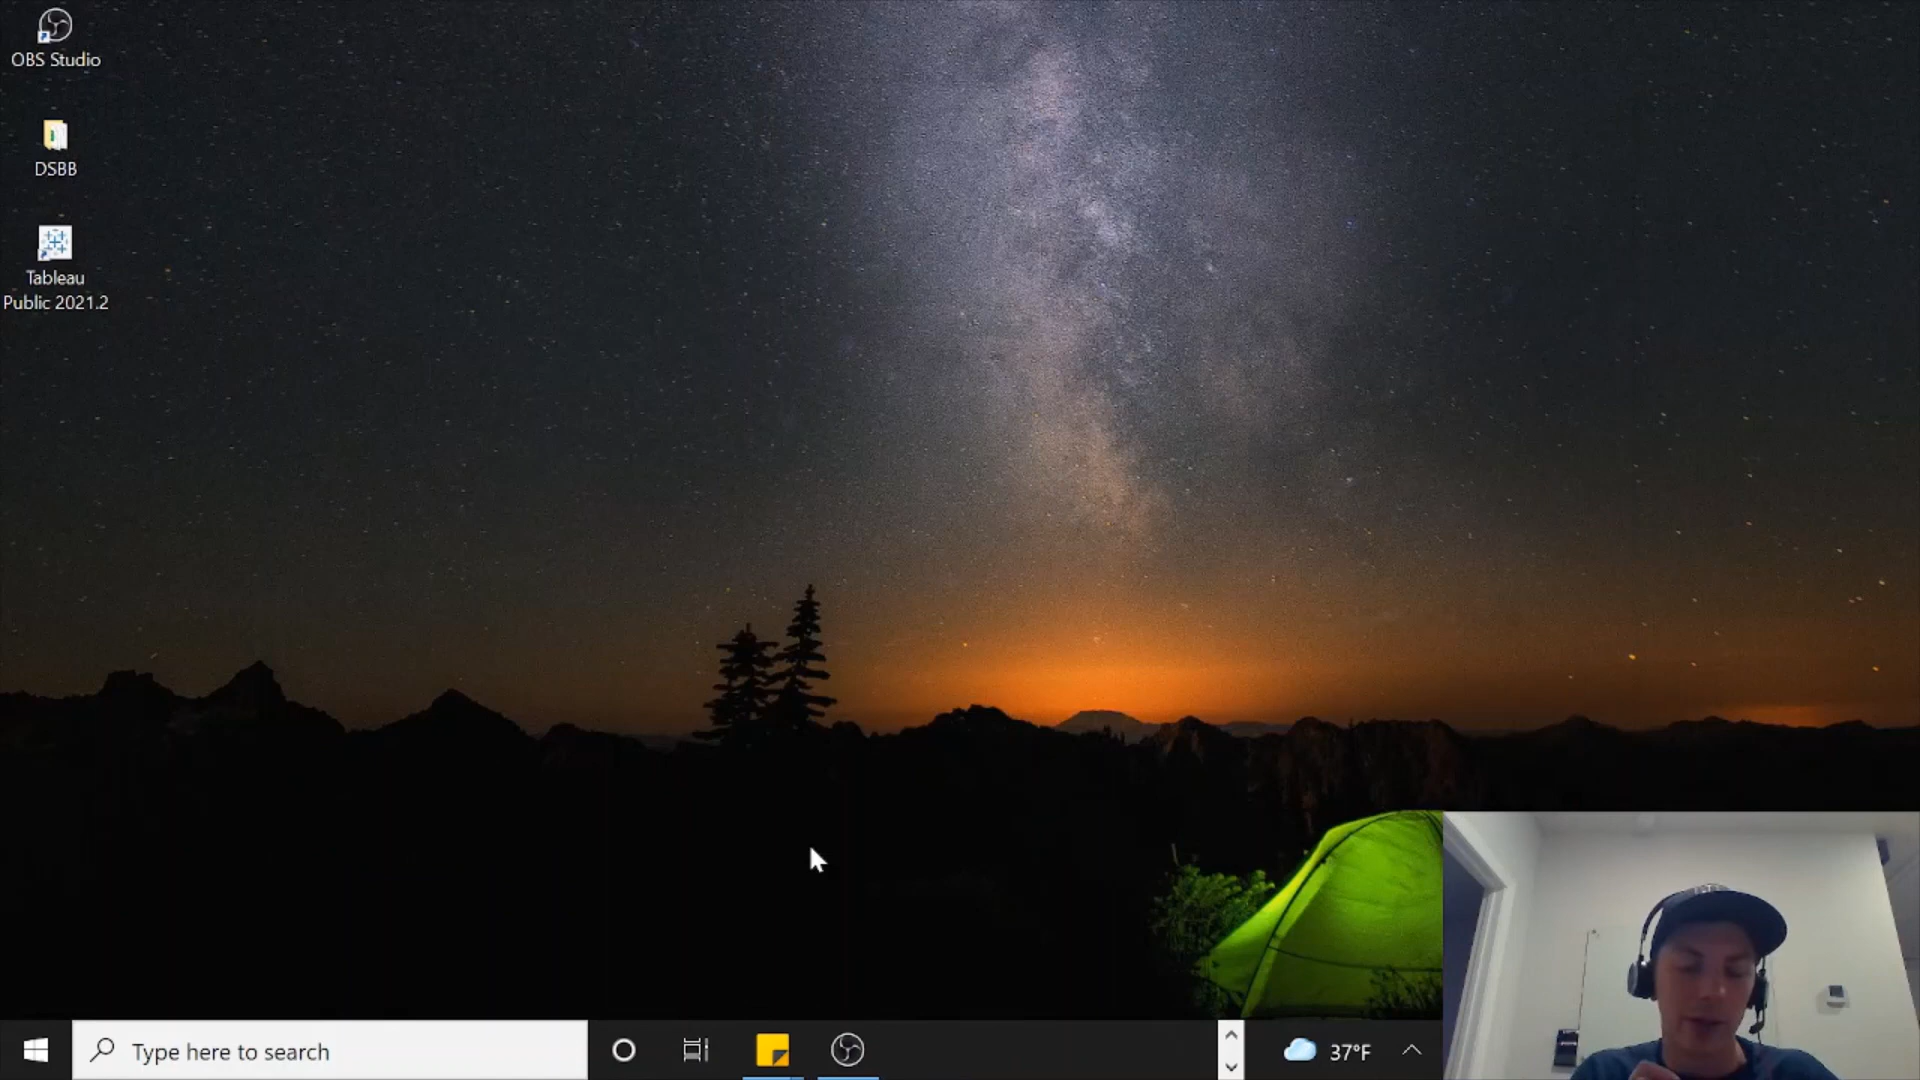 OBS Studio
DSBB
Tableau
Public 2021.2
Type here to search
37°F